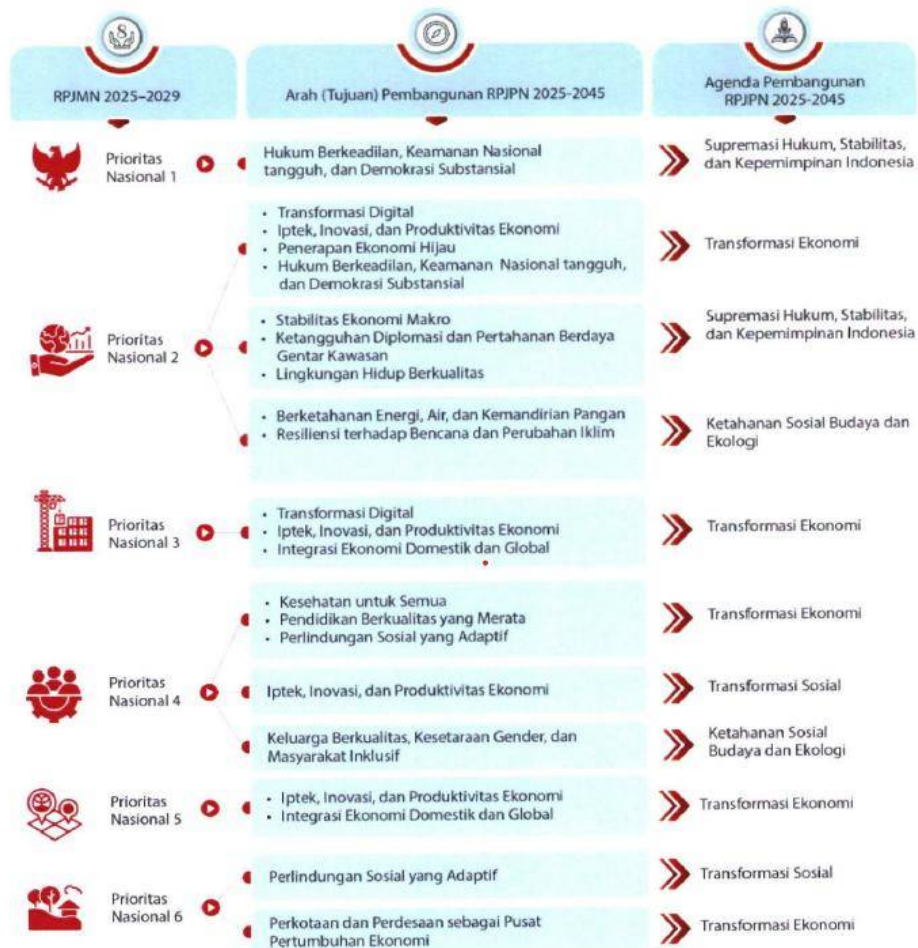 RPJMN 2025–2029
Arah (Tujuan) Pembangunan RPJPN 2025-2045
Agenda Pembangunan
RPJPN 2025-2045
Prioritas
Nasional 1
Hukum Berkeadilan, Keamanan Nasional
tangguh, dan Demokrasi Substansial
Supremasi Hukum, Stabilitas,
dan Kepemimpinan Indonesia
Prioritas
Nasional 2
• Transformasi Digital
• Iptek, Inovasi, dan Produktivitas Ekonomi
• Penerapan Ekonomi Hijau
• Hukum Berkeadilan, Keamanan Nasional tangguh,
dan Demokrasi Substansial
Transformasi Ekonomi
• Stabilitas Ekonomi Makro
• Ketangguhan Diplomasi dan Pertahanan Berdaya
Gentar Kawasan
• Lingkungan Hidup Berkualitas
Supremasi Hukum, Stabilitas,
dan Kepemimpinan Indonesia
• Berketahanan Energi, Air, dan Kemandirian Pangan
• Resiliensi terhadap Bencana dan Perubahan Iklim
Ketahanan Sosial Budaya dan
Ekologi
Prioritas
Nasional 3
• Transformasi Digital
• Iptek, Inovasi, dan Produktivitas Ekonomi
• Integrasi Ekonomi Domestik dan Global
Transformasi Ekonomi
Prioritas
Nasional 4
• Kesehatan untuk Semua
• Pendidikan Berkualitas yang Merata
• Perlindungan Sosial yang Adaptif
Transformasi Ekonomi
Iptek, Inovasi, dan Produktivitas Ekonomi
Transformasi Sosial
Keluarga Berkualitas, Kesetaraan Gender, dan
Masyarakat Inklusif
Ketahanan Sosial
Budaya dan Ekologi
Prioritas
Nasional 5
• Iptek, Inovasi, dan Produktivitas Ekonomi
• Integrasi Ekonomi Domestik dan Global
Transformasi Ekonomi
Prioritas
Nasional 6
Perlindungan Sosial yang Adaptif
Transformasi Sosial
Perkotaan dan Perdesaan sebagai Pusat
Pertumbuhan Ekonomi
Transformasi Ekonomi